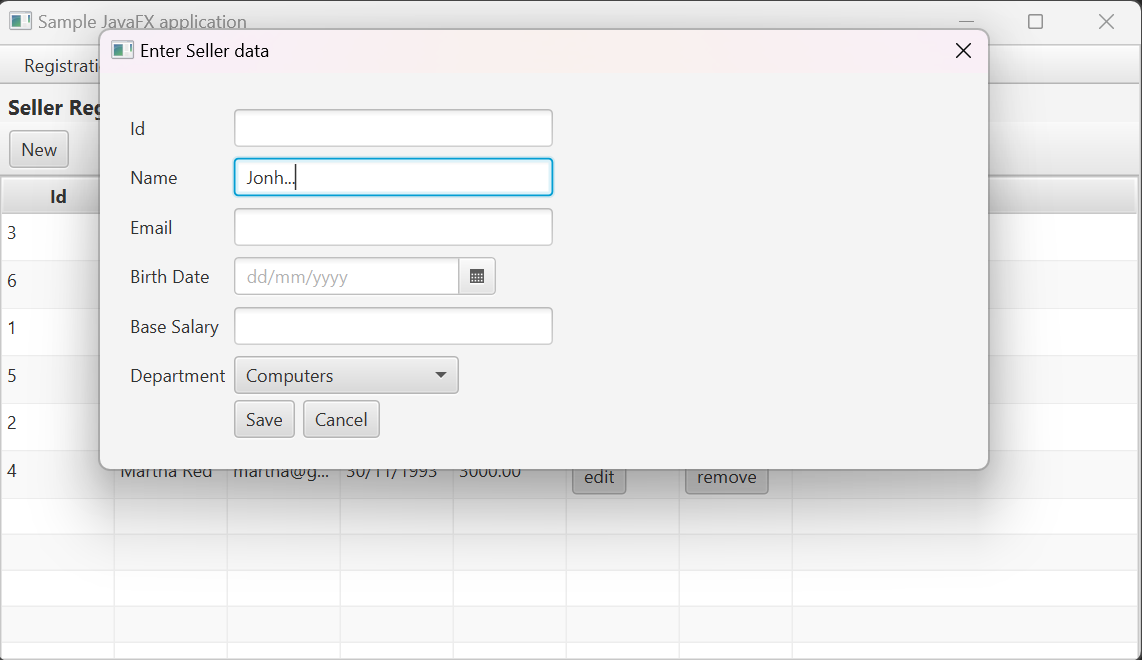 Sample JavaFX application
Enter Seller data
Registrati
Seller Reg
New
Id
3
6
1
5
2
Id
Name Jonh...
Email
Birth Date dd/mm/yyyy
Base Salary
Department Computers
Save Cancel
4 Martha Red martha@g... 30/11/1993 3000.00 edit remove